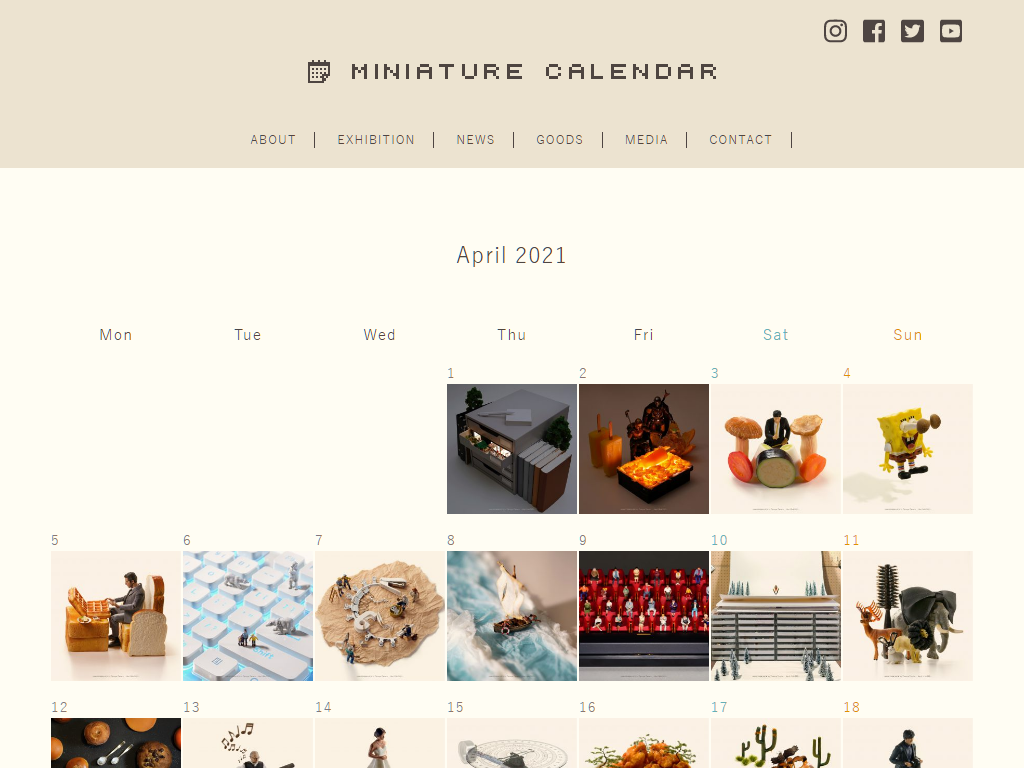 MINIATURE CALENDAR
ABOUT
EXHIBITION
NEWS
GOODS
MEDIA
CONTACT
April 2021
Mon Tue Wed Thu Fri Sat Sun
1 2 3 4
5 6 7 8 9 10 11
12 13 14 15 16 17 18